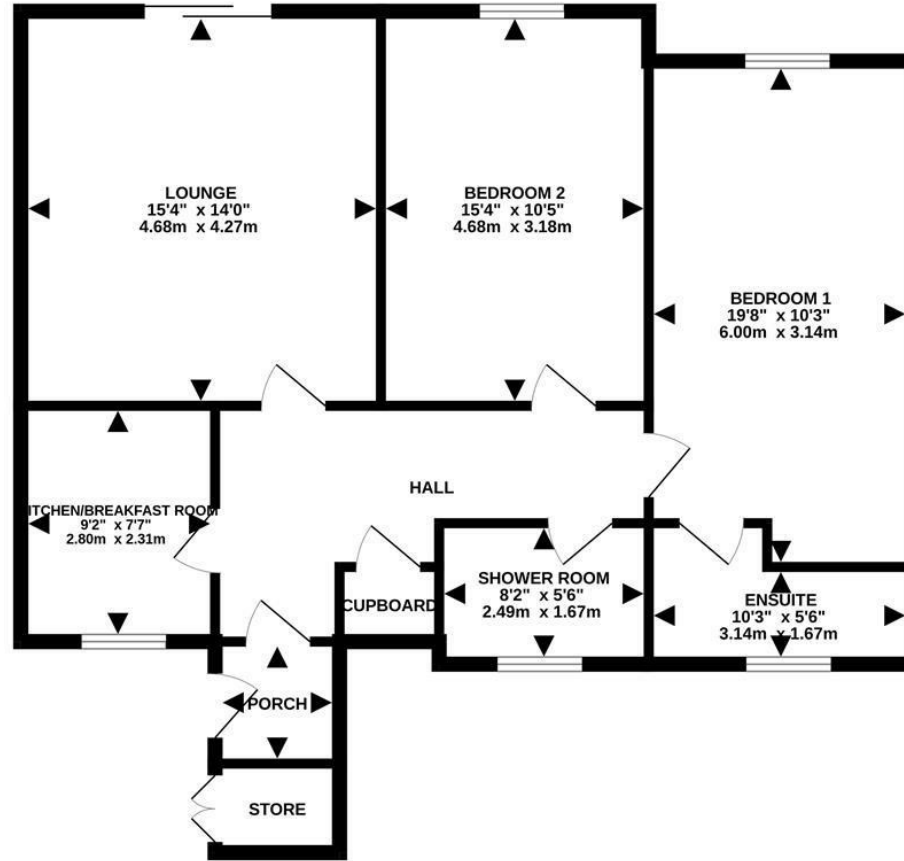 LOUNGE
15'4" x 14'0"
4.68m x 4.27m
BEDROOM 2
15'4" x 10'5"
4.68m x 3.18m
BEDROOM 1
19'8" x 10'3"
6.00m x 3.14m
HALL
ITCHEN/BREAKFAST ROOM
9'2" x 7'7"
2.80m x 2.31m
SHOWER ROOM
8'2" x 5'6"
2.49m x 1.67m
CUPBOARD
ENSUITE
10'3" x 5'6"
3.14m x 1.67m
PORCH
STORE